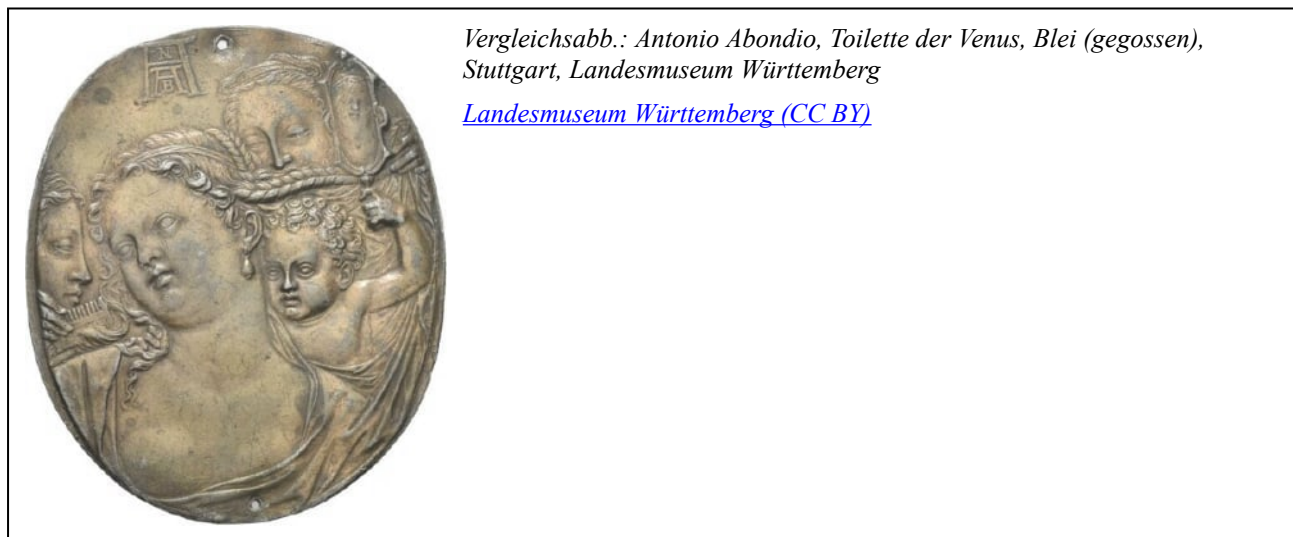 Vergleichsabb.: Antonio Abondio, Toilette der Venus, Blei (gegossen),
Stuttgart, Landesmuseum Württemberg
Landesmuseum Württemberg (CC BY)